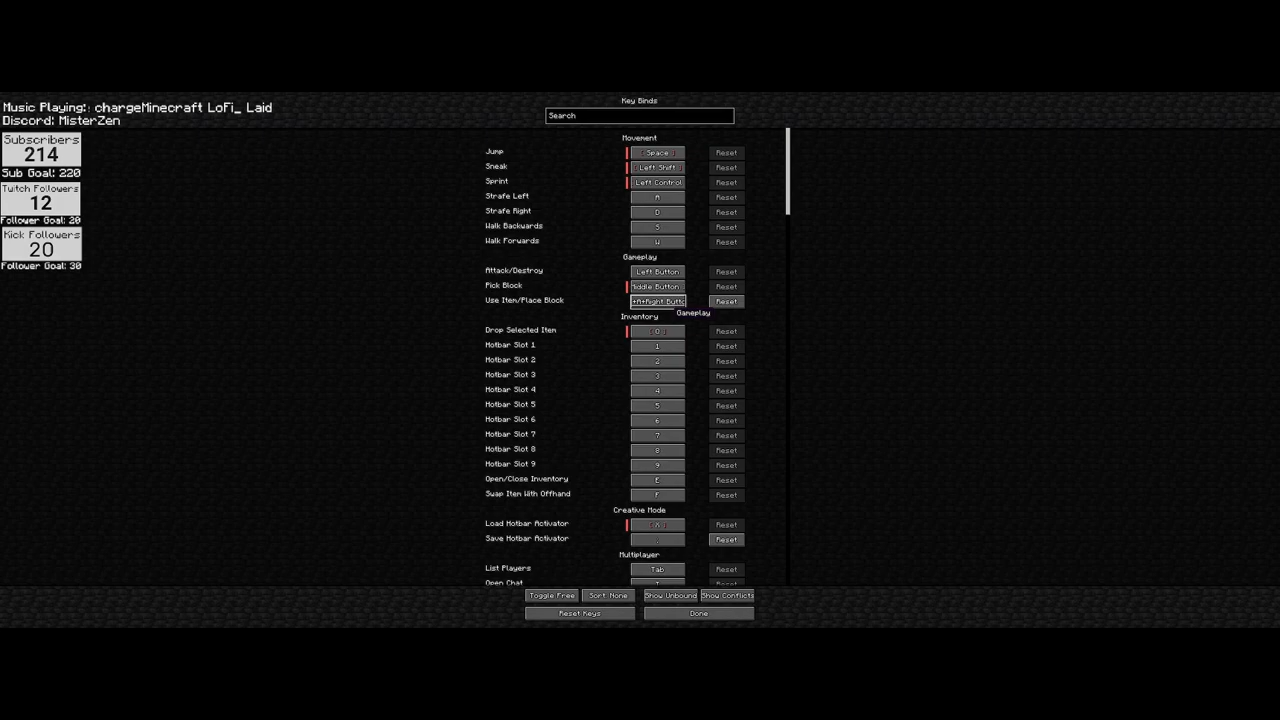 Key Binds
Music Playing: chargeMinecraft LoFi_ Laid
Discord: MisterZen
Search
Subscribers
214
Sub Goal: 220
Twitch Followers
12
Follower Goal: 20
Kick Followers
20
Follower Goal: 30
Movement
Jump [ Space ] Reset
Sneak [ Left Shift ] Reset
Sprint Left Control Reset
Strafe Left A Reset
Strafe Right D Reset
Walk Backwards S Reset
Walk Forwards W Reset
Gameplay
Attack/Destroy Left Button Reset
Pick Block Middle Button Reset
Use Item/Place Block +A+Right Butto Reset
Gameplay
Inventory
Drop Selected Item Reset
Hotbar Slot 1 1 Reset
Hotbar Slot 2 2 Reset
Hotbar Slot 3 3 Reset
Hotbar Slot 4 4 Reset
Hotbar Slot 5 5 Reset
Hotbar Slot 6 6 Reset
Hotbar Slot 7 7 Reset
Hotbar Slot 8 8 Reset
Hotbar Slot 9 9 Reset
Open/Close Inventory E Reset
Swap Item With Offhand F Reset
Creative Mode
Load Hotbar Activator [ X ] Reset
Save Hotbar Activator Reset
Multiplayer
List Players Tab Reset
Open Chat T Reset
Toggle Free Sort: None Show Unbound Show Conflicts
Reset Keys Done